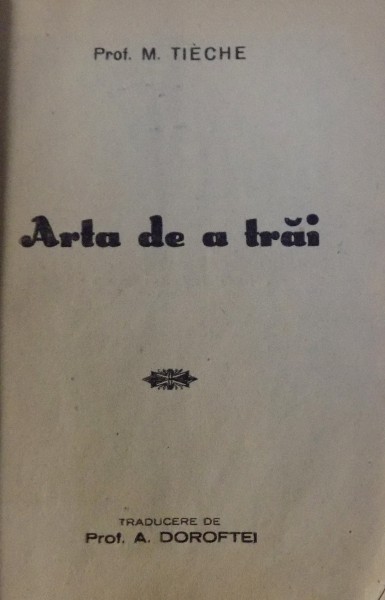 Prof. M. TIÈCHE
Arta de a trăi
TRADUCERE DE
Prof. A. DOROFTEI